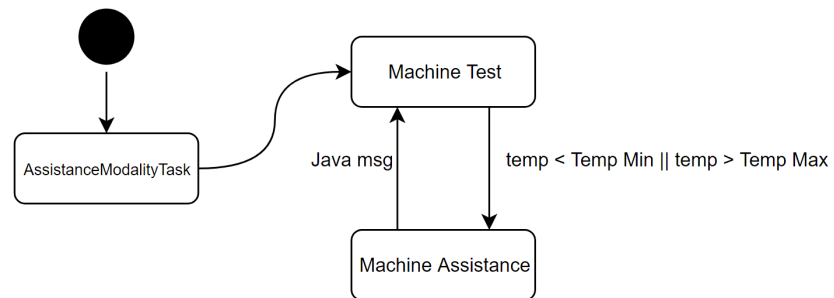 Machine Test
AssistanceModalityTask
Java msg
temp < Temp Min || temp > Temp Max
Machine Assistance